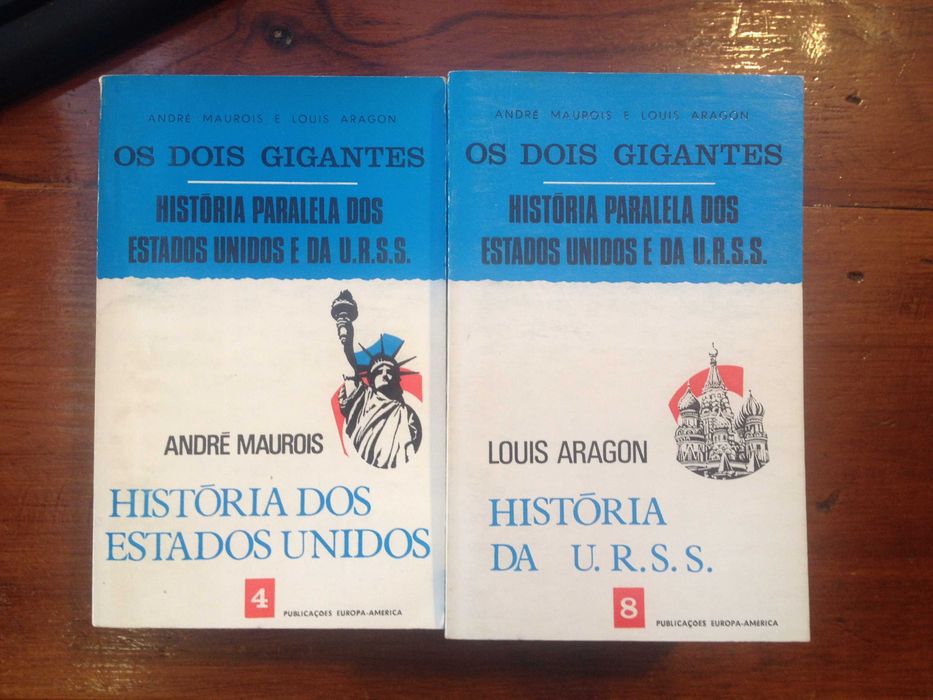 ANDRÉ MAUROIS E LOUIS ARAGON
OS DOIS GIGANTES
HISTÓRIA PARALELA DOS
ESTADOS UNIDOS E DA U.R.S.S.
ANDRÉ MAUROIS
HISTÓRIA DOS
ESTADOS UNIDOS
4
PUBLICAÇÕES EUROPA-AMERICA
ANDRÉ MAUROIS E LOUIS ARAGON
OS DOIS GIGANTES
HISTÓRIA PARALELA DOS
ESTADOS UNIDOS E DA U.R.S.S.
LOUIS ARAGON
HISTÓRIA
DA U. R. S. S.
8
PUBLICAÇÕES EUROPA-AMERICA